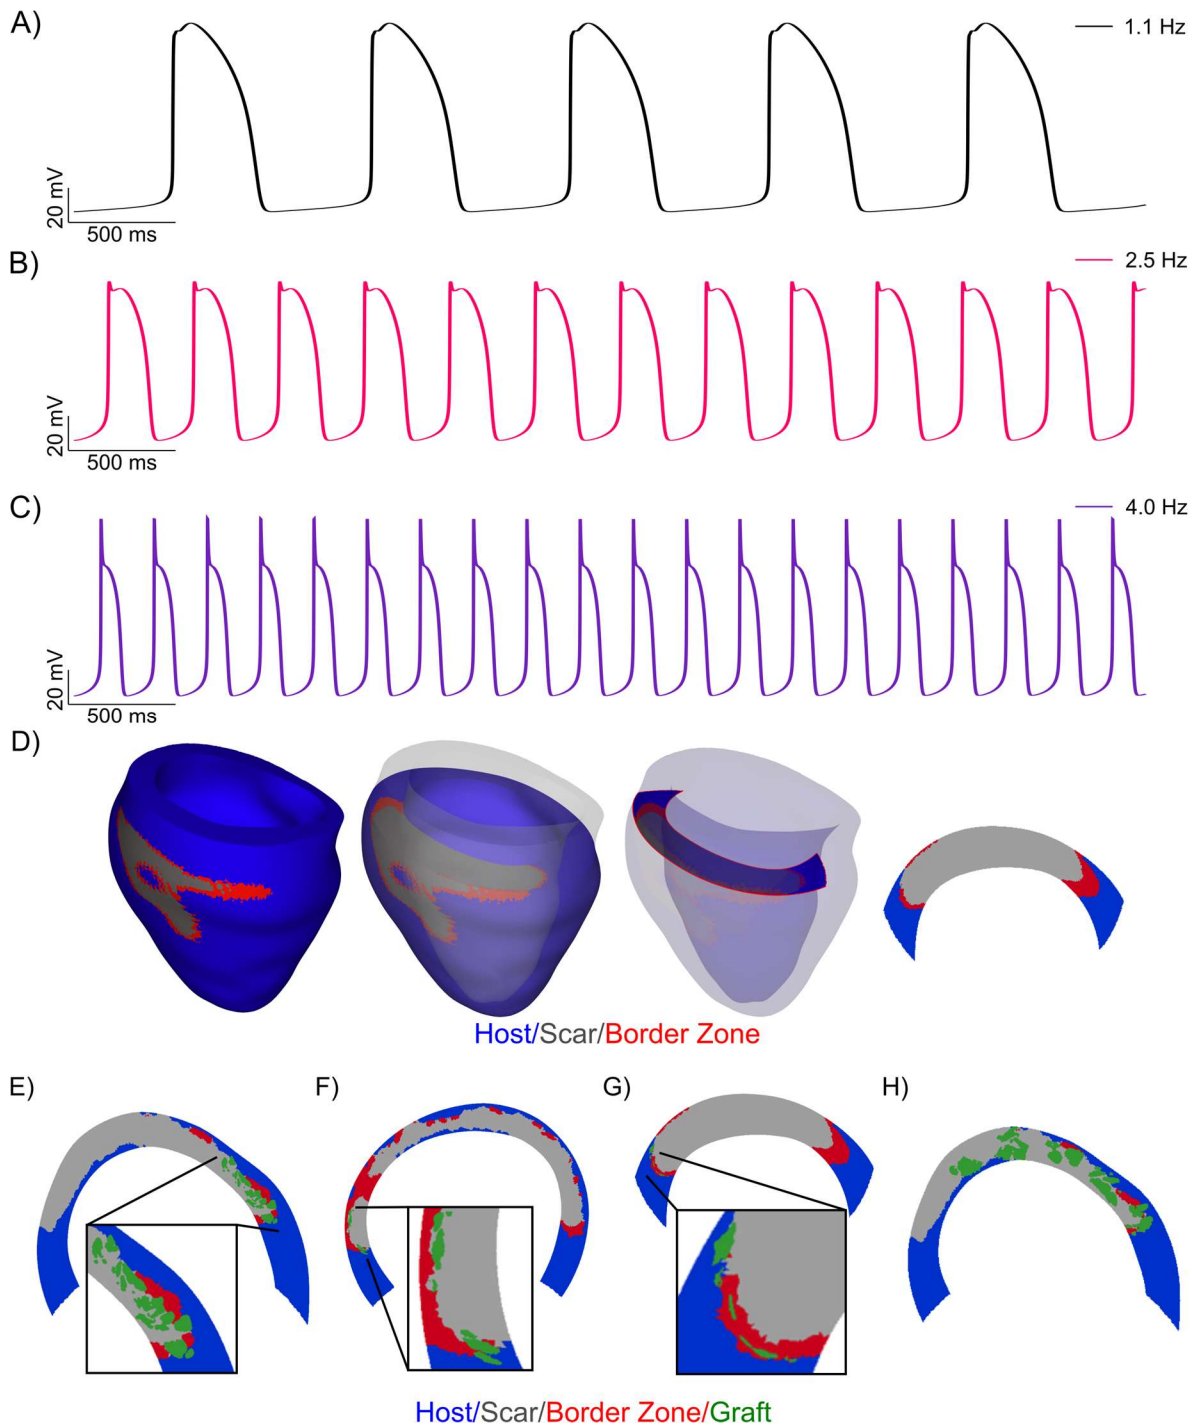 A)
1.1 Hz
20 mV
500 ms
B)
2.5 Hz
20 mV
500 ms
C)
4.0 Hz
20 mV
500 ms
D)
Host/Scar/Border Zone
E)
F)
G)
H)
Host/Scar/Border Zone/Graft